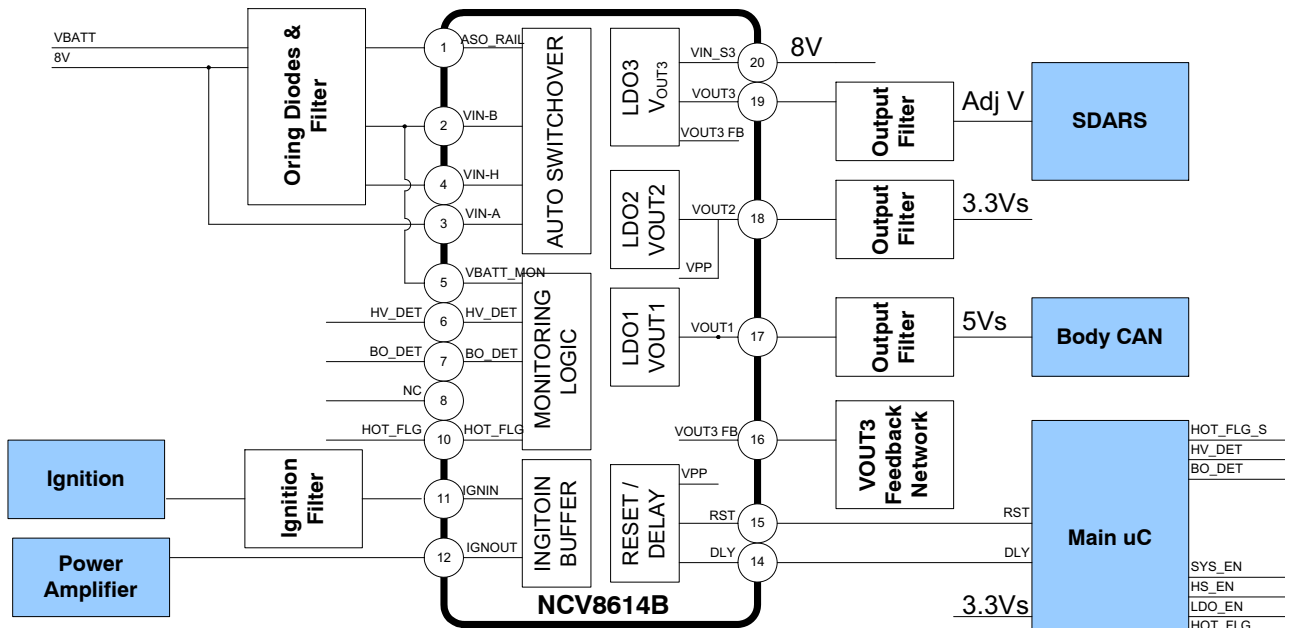 VBATT
8V
Oring Diodes &
Filter
1
ASO_RAIL
2
VIN-B
4
VIN-H
3
VIN-A
AUTO SWITCHOVER
5
VBATT_MON
HV_DET
6
HV_DET
BO_DET
7
BO_DET
NC
8
HOT_FLG
10
HOT_FLG
MONITORING
LOGIC
Ignition
Ignition
Filter
11
IGNIN
Power
Amplifier
12
IGNOUT
INGITOIN
BUFFER
LDO3
VOUT3
VIN_S3
20
8V
VOUT3
19
VOUT3 FB
Output
Filter
Adj V
SDARS
LDO2
VOUT2
VOUT2
18
VPP
Output
Filter
3.3Vs
LDO1
VOUT1
VOUT1
17
Output
Filter
5Vs
Body CAN
VOUT3 FB
16
VOUT3
Feedback
Network
RESET /
DELAY
VPP
RST
15
RST
DLY
14
DLY
NCV8614B
3.3Vs
Main uC
HOT_FLG_S
HV_DET
BO_DET
SYS_EN
HS_EN
LDO_EN
HOT_FLG